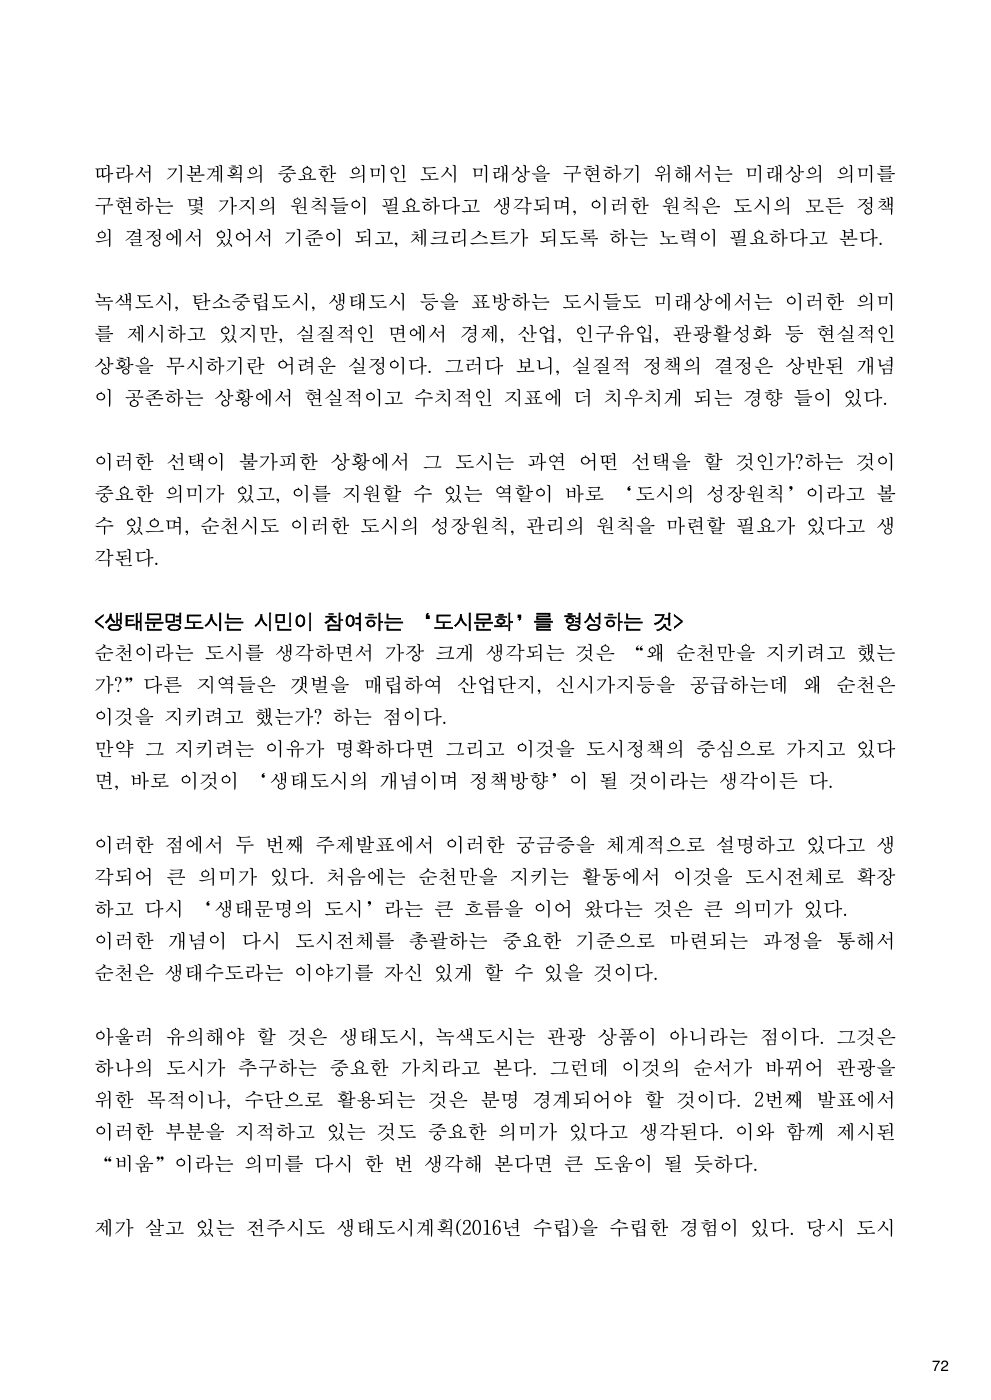 따라서 기본계획의 중요한 의미인 도시 미래상을 구현하기 위해서는 미래상의 의미를
구현하는 몇 가지의 원칙들이 필요하다고 생각되며, 이러한 원칙은 도시의 모든 정책
의 결정에서 있어서 기준이 되고, 체크리스트가 되도록 하는 노력이 필요하다고 본다.
녹색도시, 탄소중립도시, 생태도시 등을 표방하는 도시들도 미래상에서는 이러한 의미
를 제시하고 있지만, 실질적인 면에서 경제, 산업, 인구유입, 관광활성화 등 현실적인
상황을 무시하기란 어려운 실정이다. 그러다 보니, 실질적 정책의 결정은 상반된 개념
이 공존하는 상황에서 현실적이고 수치적인 지표에 더 치우치게 되는 경향 들이 있다.
이러한 선택이 불가피한 상황에서 그 도시는 과연 어떤 선택을 할 것인가?하는 것이
중요한 의미가 있고, 이를 지원할 수 있는 역할이 바로 ‘도시의 성장원칙’이라고 볼
수 있으며, 순천시도 이러한 도시의 성장원칙, 관리의 원칙을 마련할 필요가 있다고 생
각된다.
<생태문명도시는 시민이 참여하는 ‘도시문화’를 형성하는 것>
순천이라는 도시를 생각하면서 가장 크게 생각되는 것은 “왜 순천만을 지키려고 했는
가?”다른 지역들은 갯벌을 매립하여 산업단지, 신시가지등을 공급하는데 왜 순천은
이것을 지키려고 했는가? 하는 점이다.
만약 그 지키려는 이유가 명확하다면 그리고 이것을 도시정책의 중심으로 가지고 있다
면, 바로 이것이 ‘생태도시의 개념이며 정책방향’이 될 것이라는 생각이든 다.
이러한 점에서 두 번째 주제발표에서 이러한 궁금증을 체계적으로 설명하고 있다고 생
각되어 큰 의미가 있다. 처음에는 순천만을 지키는 활동에서 이것을 도시전체로 확장
하고 다시 ‘생태문명의 도시’라는 큰 흐름을 이어 왔다는 것은 큰 의미가 있다.
이러한 개념이 다시 도시전체를 총괄하는 중요한 기준으로 마련되는 과정을 통해서
순천은 생태수도라는 이야기를 자신 있게 할 수 있을 것이다.
아울러 유의해야 할 것은 생태도시, 녹색도시는 관광 상품이 아니라는 점이다. 그것은
하나의 도시가 추구하는 중요한 가치라고 본다. 그런데 이것의 순서가 바뀌어 관광을
위한 목적이나, 수단으로 활용되는 것은 분명 경계되어야 할 것이다. 2번째 발표에서
이러한 부분을 지적하고 있는 것도 중요한 의미가 있다고 생각된다. 이와 함께 제시된
“비움”이라는 의미를 다시 한 번 생각해 본다면 큰 도움이 될 듯하다.
제가 살고 있는 전주시도 생태도시계획(2016년 수립)을 수립한 경험이 있다. 당시 도시
72